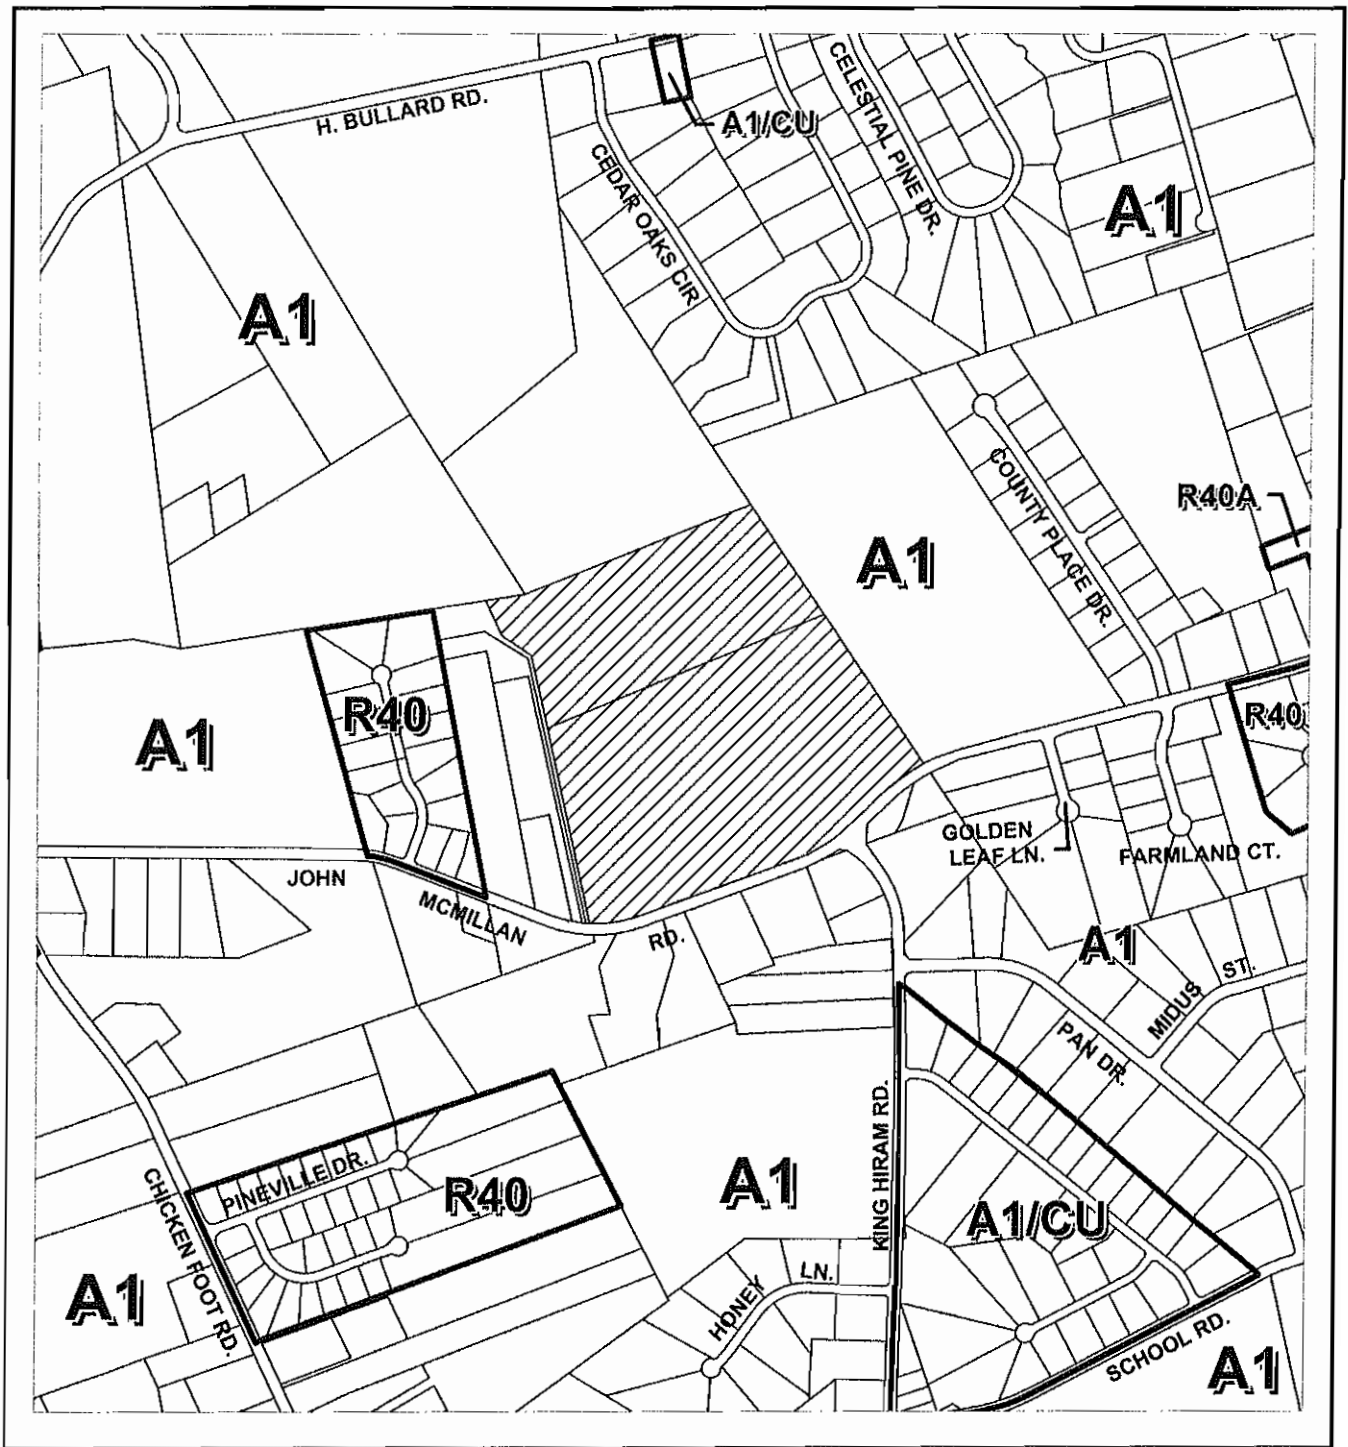 H. BULLARD RD.
A1/CU
CELESTIAL PINE DR.
CEDAR OAKS CIR
A1
A1
COUNTY PLACE DR.
R40A
A1
R40
R40
A1
GOLDEN
LEAF LN.
FARMLAND CT.
JOHN
MCMILLAN
RD.
A1
MIDUS
ST.
PAN DR.
KING HIRAM RD.
PINEVILLE DR.
CHICKEN FOOT RD.
R40
A1
A1/CU
A1
HONEY
LN.
SCHOOL RD.
A1